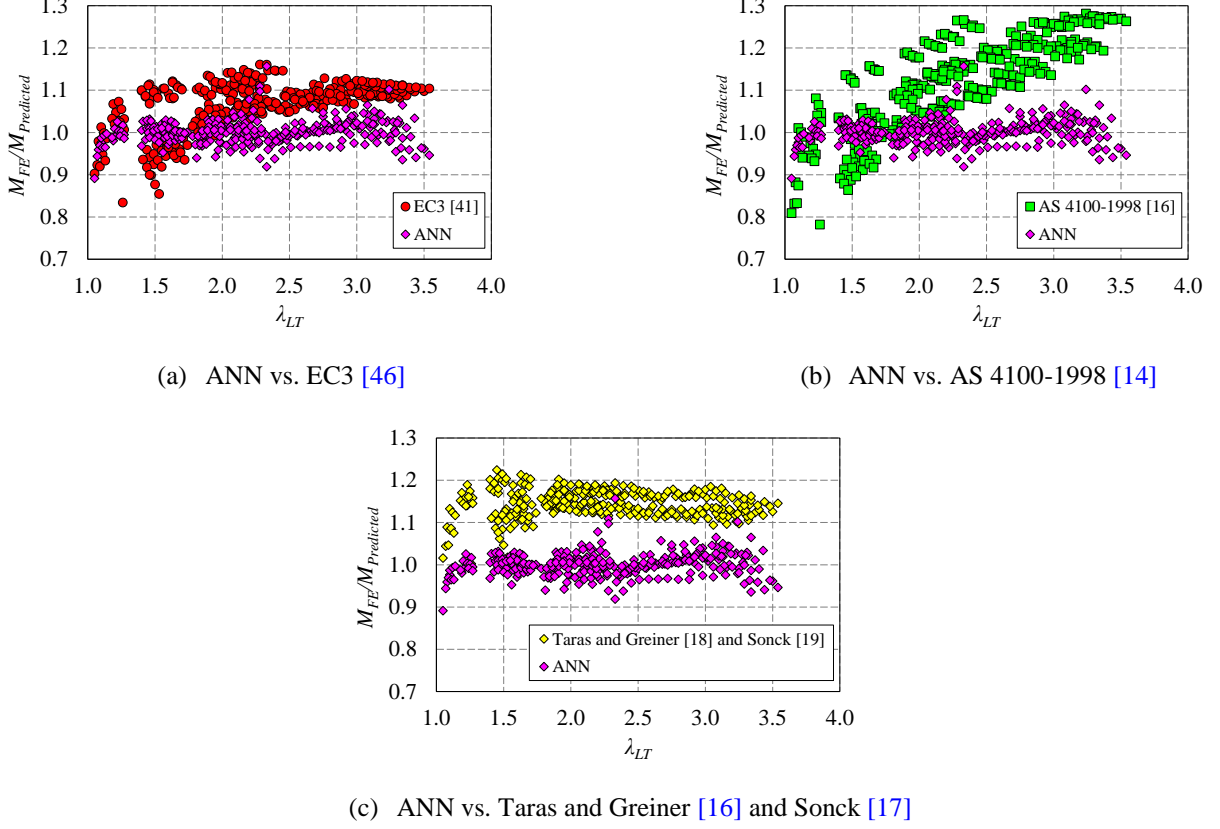 1.3
1.2
1.1
1.0
0.9
0.8
0.7
M_FE/M_Predicted
EC3 [41]
ANN
1.0 1.5 2.0 2.5 3.0 3.5 4.0
λ_LT
(a) ANN vs. EC3 [46]
1.3
1.2
1.1
1.0
0.9
0.8
0.7
M_FE/M_Predicted
AS 4100-1998 [16]
ANN
1.0 1.5 2.0 2.5 3.0 3.5 4.0
λ_LT
(b) ANN vs. AS 4100-1998 [14]
1.3
1.2
1.1
1.0
0.9
0.8
0.7
M_FE/M_Predicted
Taras and Greiner [18] and Sonck [19]
ANN
1.0 1.5 2.0 2.5 3.0 3.5 4.0
λ_LT
(c) ANN vs. Taras and Greiner [16] and Sonck [17]